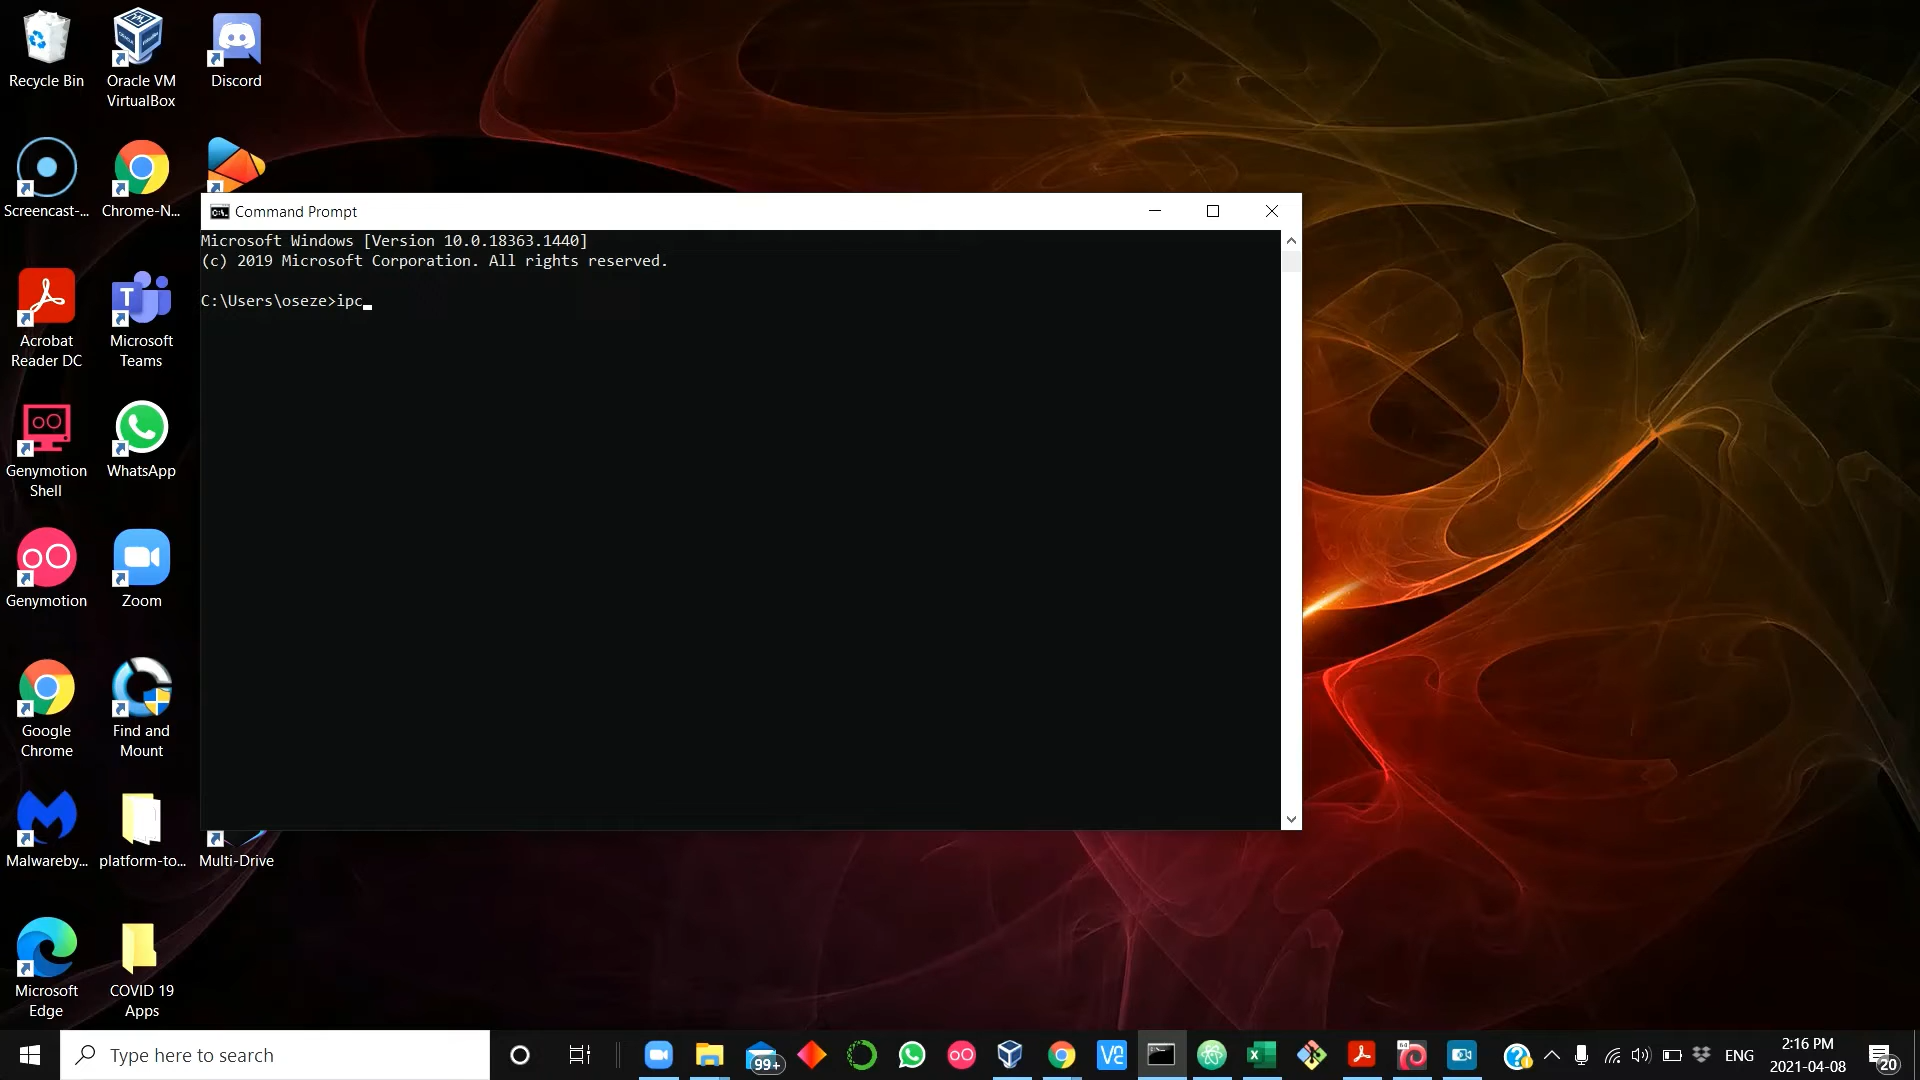 Recycle Bin
Oracle VM
VirtualBox
Discord
Screencast-...
Chrome-N...
Acrobat
Reader DC
Microsoft
Teams
Genymotion
Shell
WhatsApp
Genymotion
Zoom
Google
Chrome
Find and
Mount
Malwareby...
platform-to...
Multi-Drive
Microsoft
Edge
COVID 19
Apps
Command Prompt
Microsoft Windows [Version 10.0.18363.1440]
(c) 2019 Microsoft Corporation. All rights reserved.
C:\Users\oseze>ipc
Type here to search
99+
ENG
2:16 PM
2021-04-08
20